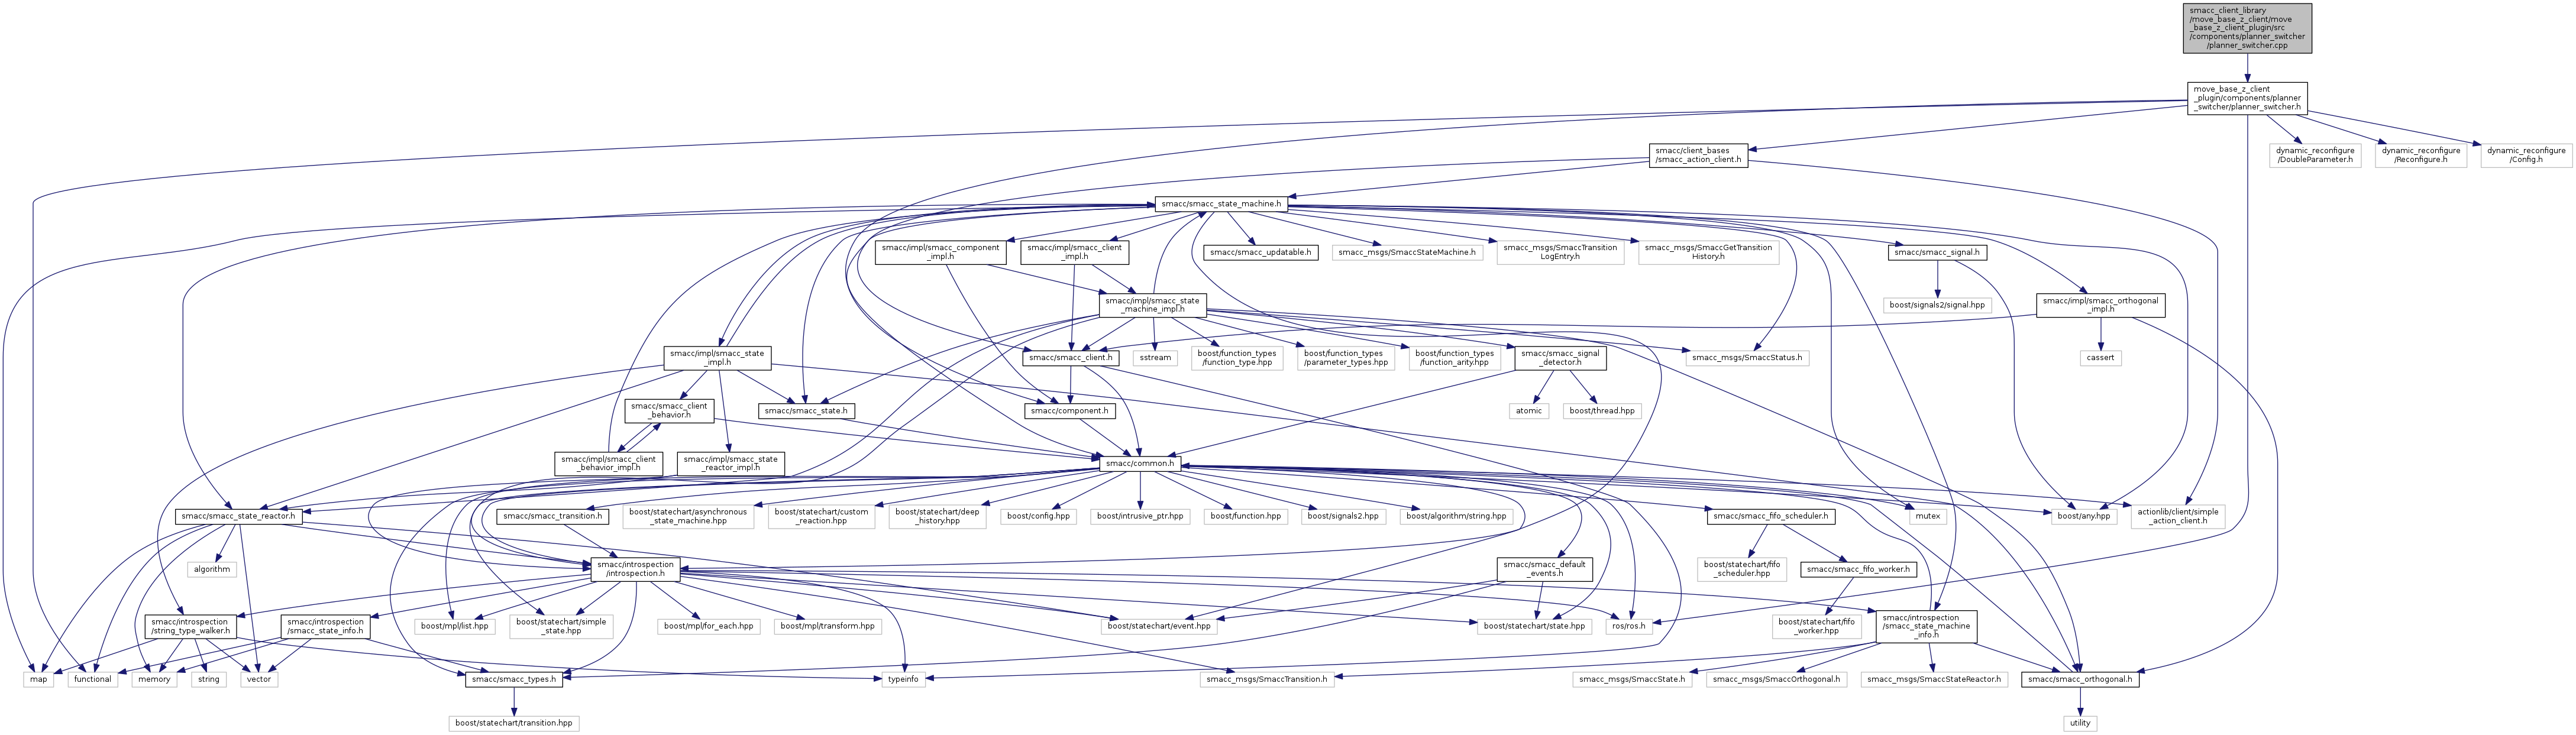 smacc_client_library
/move_base_z_client/move
_base_z_client_plugin/src
/components/planner_switcher
/planner_switcher.cpp
move_base_z_client
_plugin/components/planner
_switcher/planner_switcher.h
smacc/client_bases
/smacc_action_client.h
dynamic_reconfigure
/DoubleParameter.h
dynamic_reconfigure
/Reconfigure.h
dynamic_reconfigure
/Config.h
smacc/smacc_state_machine.h
smacc/impl/smacc_component
_impl.h
smacc/impl/smacc_client
_impl.h
smacc/smacc_updatable.h
smacc_msgs/SmaccStateMachine.h
smacc_msgs/SmaccTransition
LogEntry.h
smacc_msgs/SmaccGetTransition
History.h
smacc/smacc_signal.h
smacc/impl/smacc_state
_machine_impl.h
boost/signals2/signal.hpp
smacc/impl/smacc_orthogonal
_impl.h
smacc/impl/smacc_state
_impl.h
smacc/smacc_client.h
sstream
boost/function_types
/function_type.hpp
boost/function_types
/parameter_types.hpp
boost/function_types
/function_arity.hpp
smacc/smacc_signal
_detector.h
smacc_msgs/SmaccStatus.h
cassert
smacc/smacc_client
_behavior.h
smacc/smacc_state.h
smacc/component.h
atomic
boost/thread.hpp
smacc/impl/smacc_client
_behavior_impl.h
smacc/impl/smacc_state
_reactor_impl.h
smacc/common.h
smacc/smacc_state_reactor.h
smacc/smacc_transition.h
boost/statechart/asynchronous
_state_machine.hpp
boost/statechart/custom
_reaction.hpp
boost/statechart/deep
_history.hpp
boost/config.hpp
boost/intrusive_ptr.hpp
boost/function.hpp
boost/signals2.hpp
boost/algorithm/string.hpp
smacc/smacc_fifo_scheduler.h
mutex
boost/any.hpp
actionlib/client/simple
_action_client.h
algorithm
smacc/introspection
/introspection.h
smacc/smacc_default
_events.h
boost/statechart/fifo
_scheduler.hpp
smacc/smacc_fifo_worker.h
smacc/introspection
/string_type_walker.h
smacc/introspection
/smacc_state_info.h
boost/mpl/list.hpp
boost/statechart/simple
_state.hpp
boost/mpl/for_each.hpp
boost/mpl/transform.hpp
boost/statechart/event.hpp
boost/statechart/state.hpp
ros/ros.h
boost/statechart/fifo
_worker.hpp
smacc/introspection
/smacc_state_machine
_info.h
map
functional
memory
string
vector
smacc/smacc_types.h
typeinfo
smacc_msgs/SmaccTransition.h
smacc_msgs/SmaccState.h
smacc_msgs/SmaccOrthogonal.h
smacc_msgs/SmaccStateReactor.h
smacc/smacc_orthogonal.h
boost/statechart/transition.hpp
utility